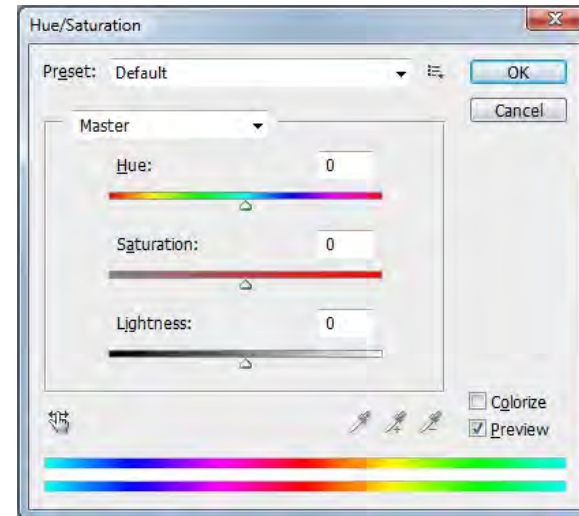 Hue/Saturation
Preset: Default
OK
Cancel
Master
Hue: 0
Saturation: 0
Lightness: 0
Colorize
Preview